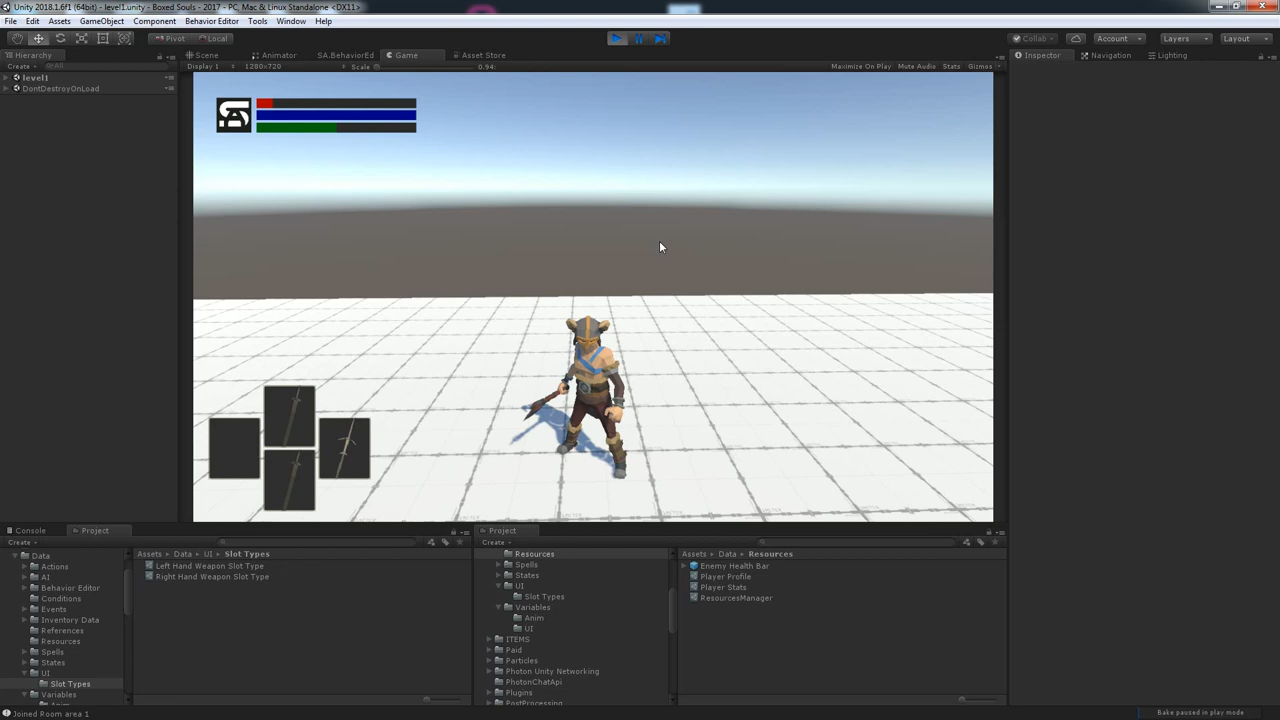 Unity 2018.1.6f1 (64bit) - level1.unity - Boxed Souls - 2017 - PC, Mac & Linux Standalone <DX11>
File Edit Assets GameObject Component Behavior Editor Tools Window Help
Pivot Local Collab Account Layers Layout
Hierarchy Scene Animator SA.BehaviorEd Game Asset Store Inspector Navigation Lighting
Create All Display 1 1280x720 Scale 0.94: Maximize On Play Mute Audio Stats Gizmos
level1
DontDestroyOnLoad
Console Project Project
Create Create
Data Assets Data UI Slot Types Resources Assets Data Resources
Actions Left Hand Weapon Slot Type Spells Enemy Health Bar
AI Right Hand Weapon Slot Type States Player Profile
Behavior Editor UI Player Stats
Conditions Slot Types ResourcesManager
Events Variables
Inventory Data Anim
References UI
Resources ITEMS
Spells Paid
States Particles
UI Photon Unity Networking
Slot Types PhotonChatApi
Variables Plugins
PostProcessing
Joined Room area 1 Bake paused in play mode